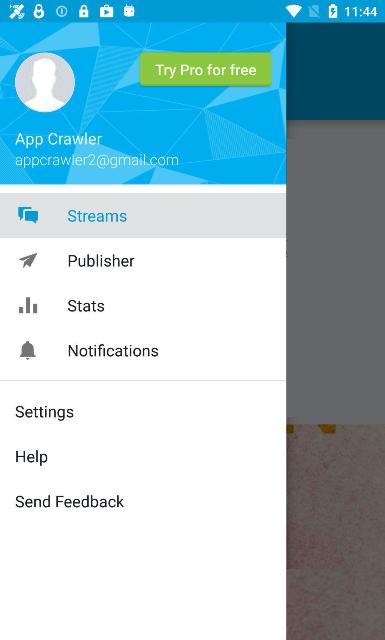 11:44
Try Pro for free
App Crawler
appcrawler2@gmail.com
Streams
Publisher
Stats
Notifications
Settings
Help
Send Feedback